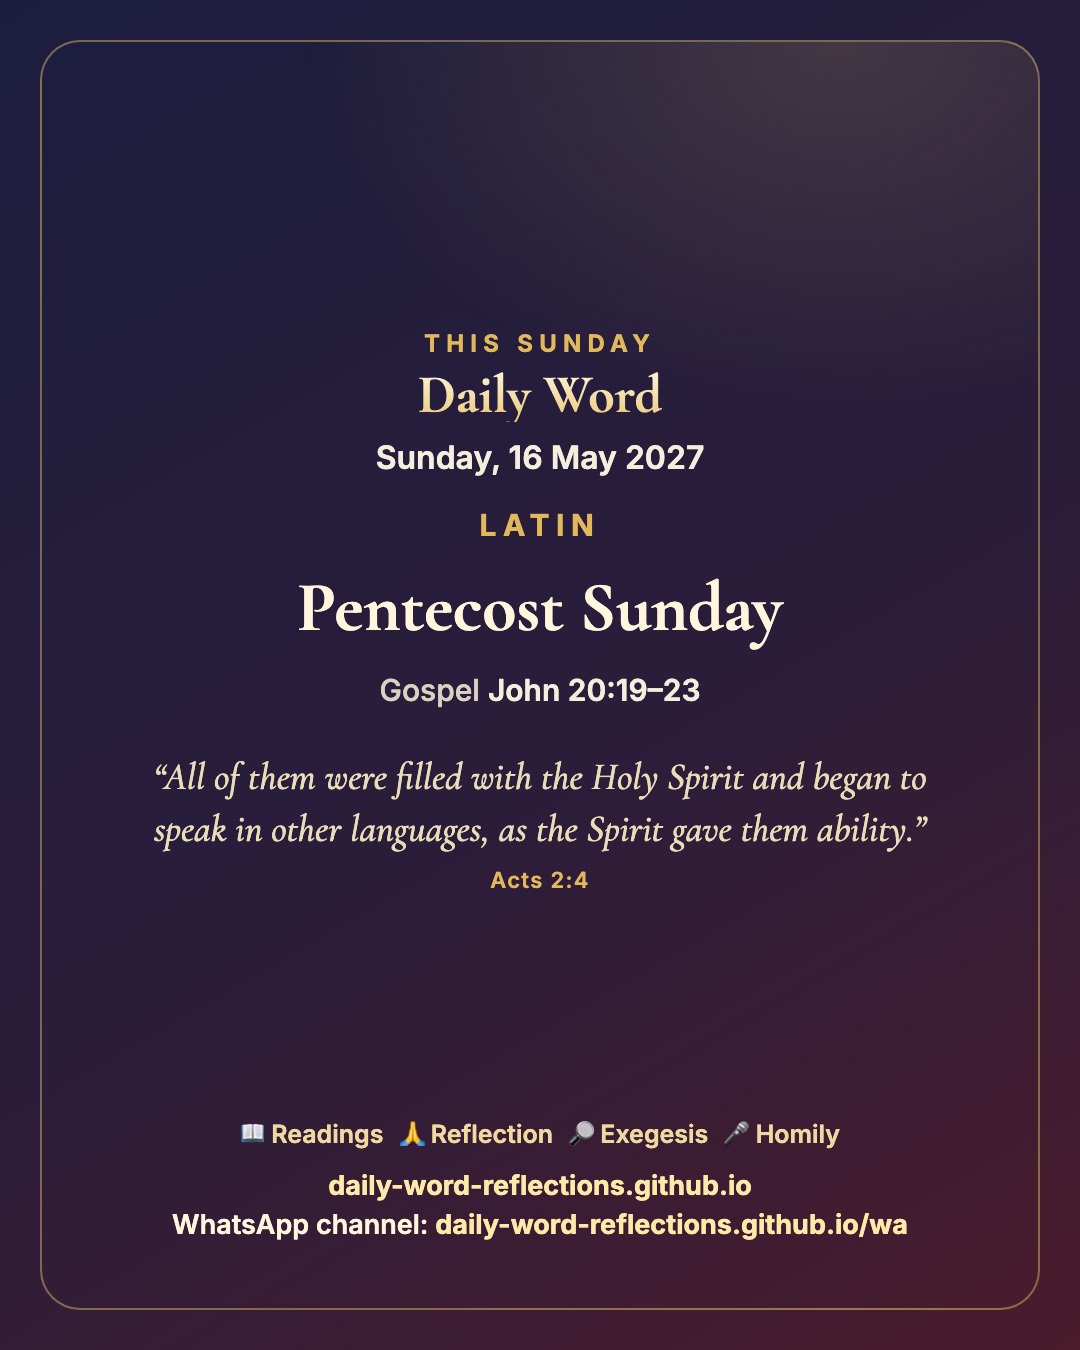 THIS SUNDAY
Daily Word
Sunday, 16 May 2027
LATIN
Pentecost Sunday
Gospel John 20:19–23
“All of them were filled with the Holy Spirit and began to
speak in other languages, as the Spirit gave them ability.”
Acts 2:4
📖 Readings 🙏 Reflection 🔎 Exegesis 🎤 Homily
daily-word-reflections.github.io
WhatsApp channel: daily-word-reflections.github.io/wa